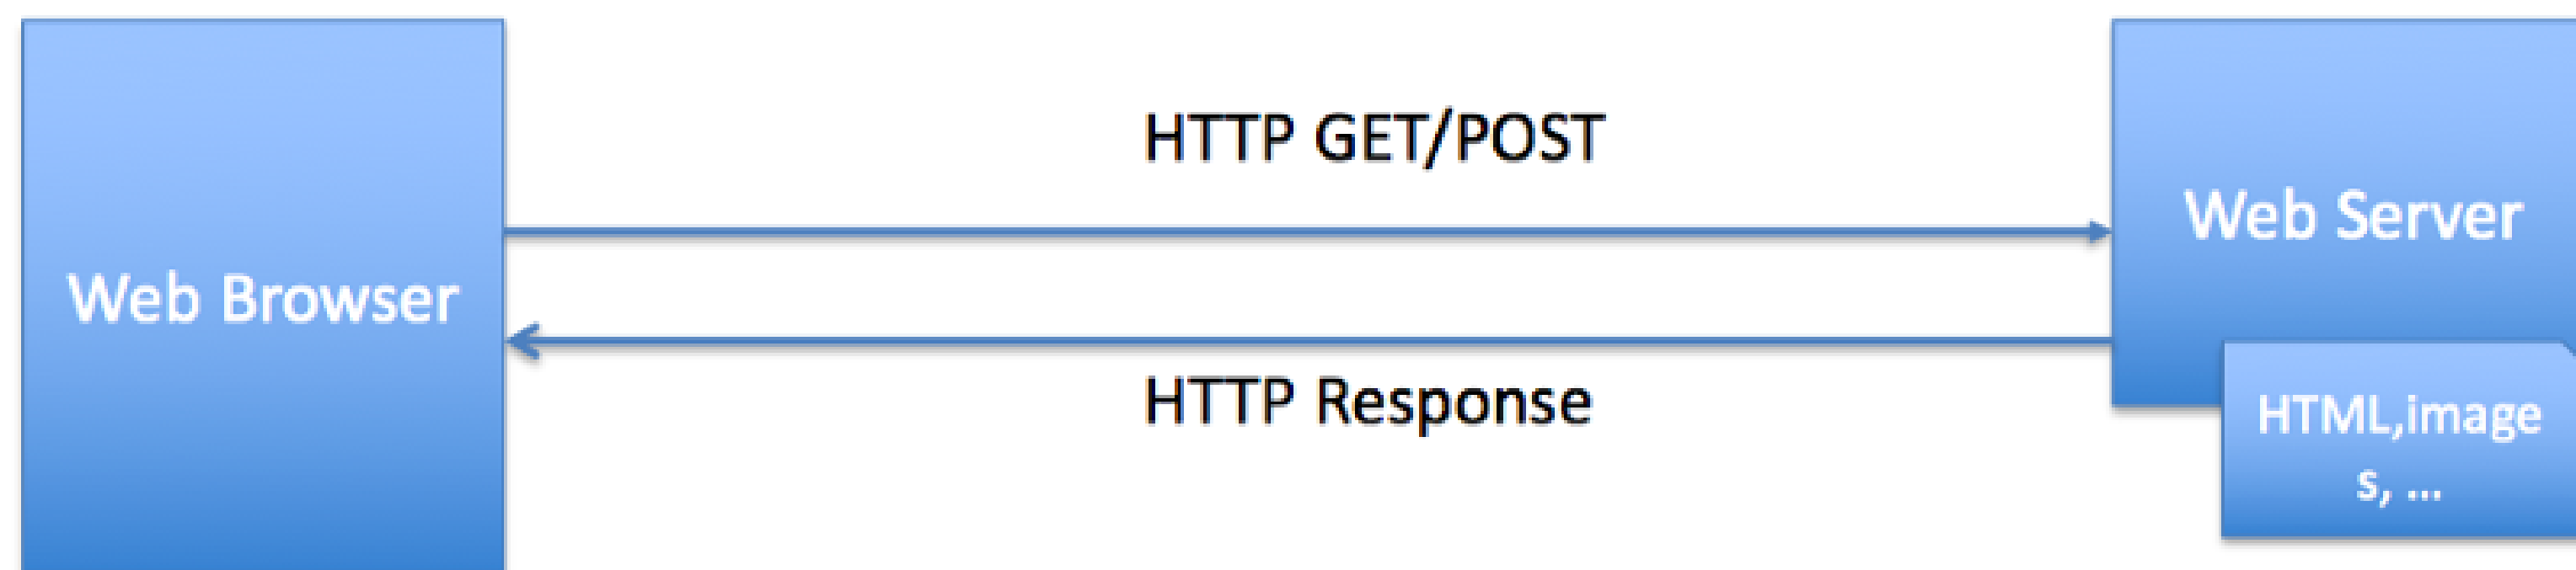 HTTP GET/POST
Web Server
Web Browser
HTTP Response
HTML,image
s, ...